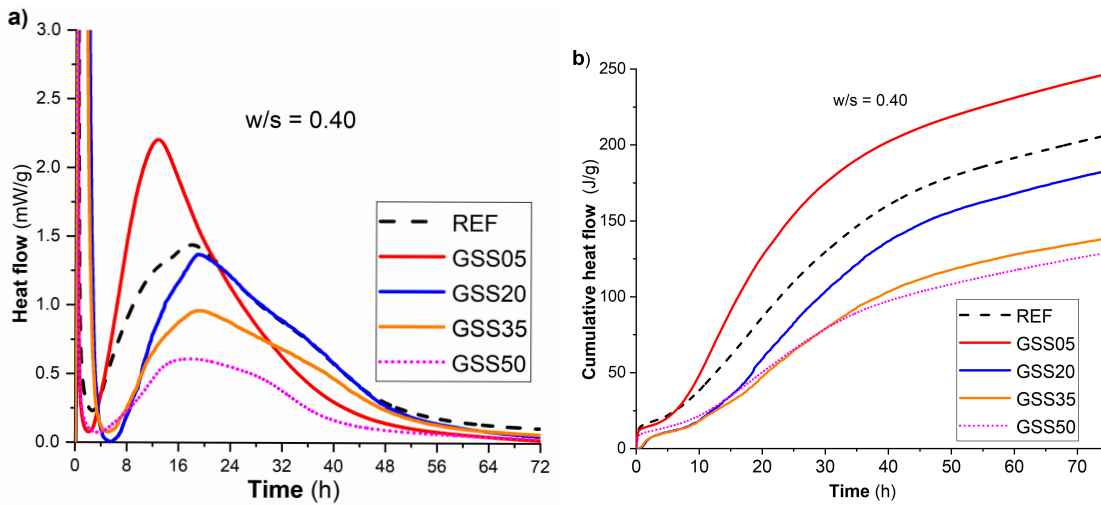 a)
Heat flow (mW/g)
3.0
2.5
2.0
1.5
1.0
0.5
0.0
w/s = 0.40
REF
GSS05
GSS20
GSS35
GSS50
0 8 16 24 32 40 48 56 64 72
Time (h)
b)
Cumulative heat flow (J/g)
250
200
150
100
50
0
w/s = 0.40
REF
GSS05
GSS20
GSS35
GSS50
0 10 20 30 40 50 60 70
Time (h)